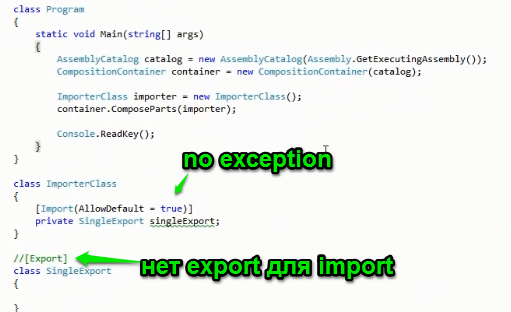 class Program
{
static void Main(string[] args)
{
AssemblyCatalog catalog = new AssemblyCatalog(Assembly.GetExecutingAssembly());
CompositionContainer container = new CompositionContainer(catalog);
ImporterClass importer = new ImporterClass();
container.ComposeParts(importer);
Console.ReadKey();
}
}
no exception
class ImporterClass
{
[Import(AllowDefault = true)]
private SingleExport singleExport;
}
//[Export]
нет export для import
class SingleExport
{
}